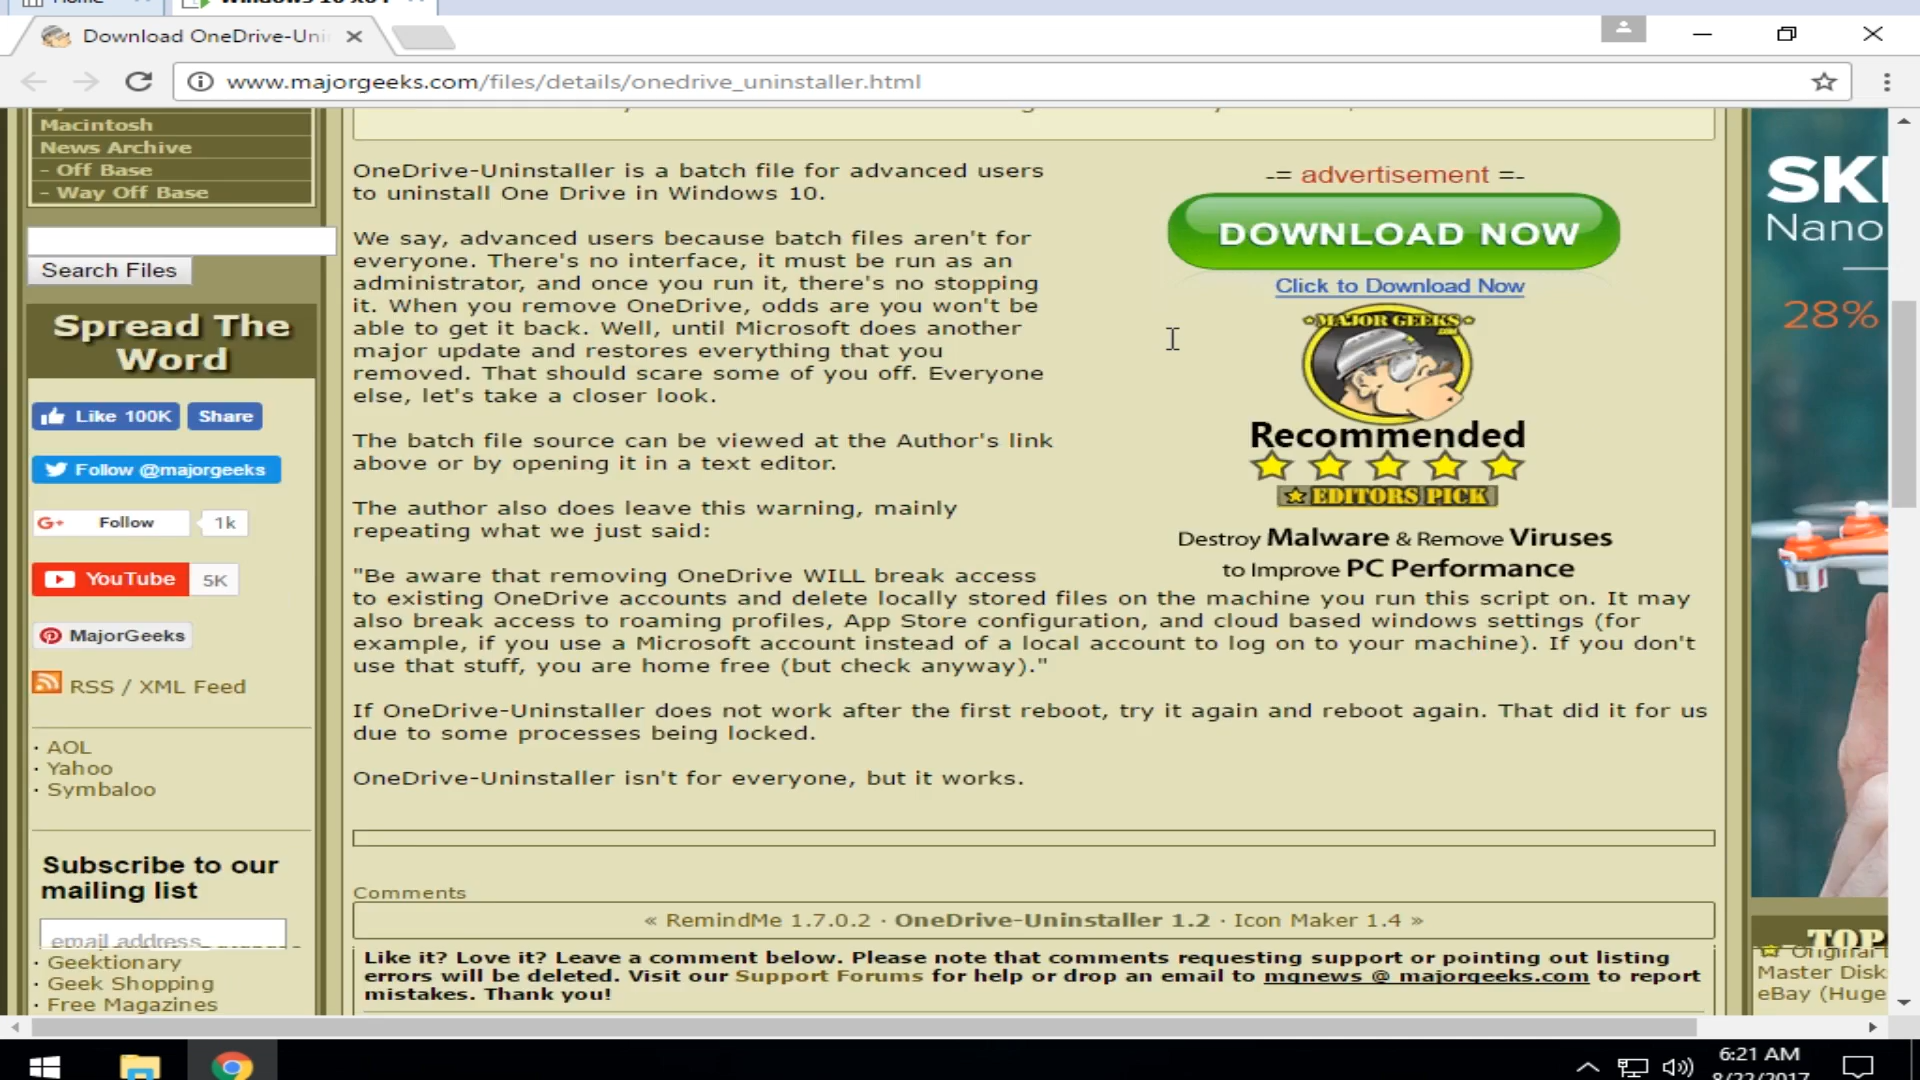 Home
Download OneDrive-Uni
www.majorgeeks.com/files/details/onedrive_uninstaller.html
Macintosh
News Archive
- Off Base
- Way Off Base
Search Files
Spread The
Word
Like 100K Share
Follow @majorgeeks
G+ Follow 1k
YouTube 5K
MajorGeeks
RSS / XML Feed
· AOL
· Yahoo
· Symbaloo
Subscribe to our
mailing list
email address
· Geektionary
· Geek Shopping
· Free Magazines
OneDrive-Uninstaller is a batch file for advanced users
to uninstall One Drive in Windows 10.
We say, advanced users because batch files aren't for
everyone. There's no interface, it must be run as an
administrator, and once you run it, there's no stopping
it. When you remove OneDrive, odds are you won't be
able to get it back. Well, until Microsoft does another
major update and restores everything that you
removed. That should scare some of you off. Everyone
else, let's take a closer look.
The batch file source can be viewed at the Author's link
above or by opening it in a text editor.
The author also does leave this warning, mainly
repeating what we just said:
"Be aware that removing OneDrive WILL break access
to existing OneDrive accounts and delete locally stored files on the machine you run this script on. It may
also break access to roaming profiles, App Store configuration, and cloud based windows settings (for
example, if you use a Microsoft account instead of a local account to log on to your machine). If you don't
use that stuff, you are home free (but check anyway)."
If OneDrive-Uninstaller does not work after the first reboot, try it again and reboot again. That did it for us
due to some processes being locked.
OneDrive-Uninstaller isn't for everyone, but it works.
-= advertisement =-
DOWNLOAD NOW
Click to Download Now
MAJOR GEEKS
.COM
Recommended
EDITORS PICK
Destroy Malware & Remove Viruses
to Improve PC Performance
Comments
« RemindMe 1.7.0.2 · OneDrive-Uninstaller 1.2 · Icon Maker 1.4 »
Like it? Love it? Leave a comment below. Please note that comments requesting support or pointing out listing
errors will be deleted. Visit our Support Forums for help or drop an email to mgnews @ majorgeeks.com to report
mistakes. Thank you!
SK
Nano
28%
TOP
Original
Master Disk
eBay (Huge
6:21 AM
8/22/2017